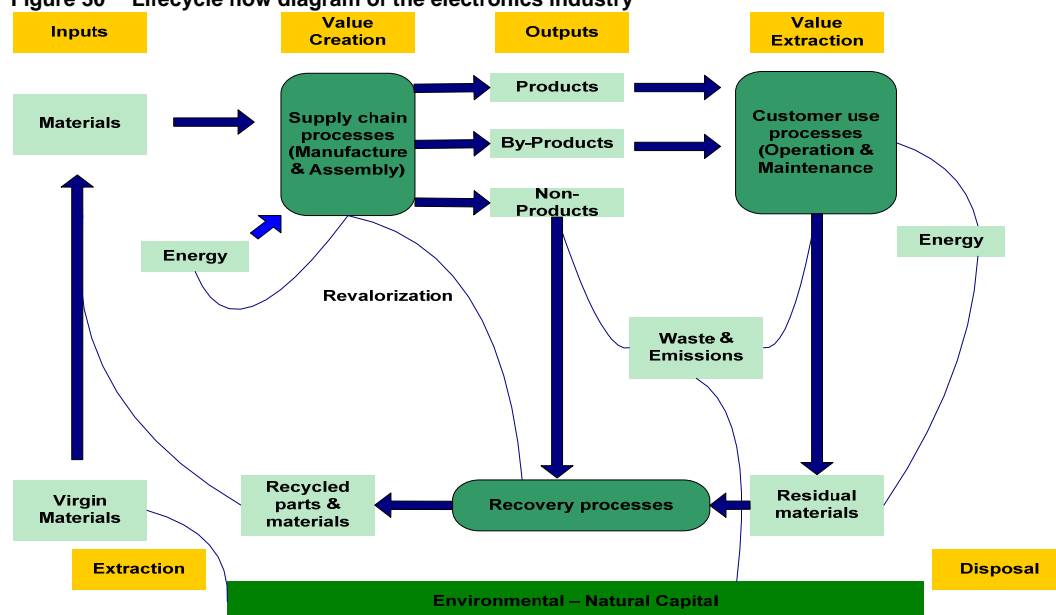 Figure 30 Lifecycle flow diagram of the electronics industry
Inputs
Value
Creation
Outputs
Value
Extraction
Materials
Supply chain
processes
(Manufacture
& Assembly)
Products
By-Products
Non-
Products
Customer use
processes
(Operation &
Maintenance
Energy
Energy
Revalorization
Waste &
Emissions
Virgin
Materials
Recycled
parts &
materials
Recovery processes
Residual
materials
Extraction
Disposal
Environmental – Natural Capital